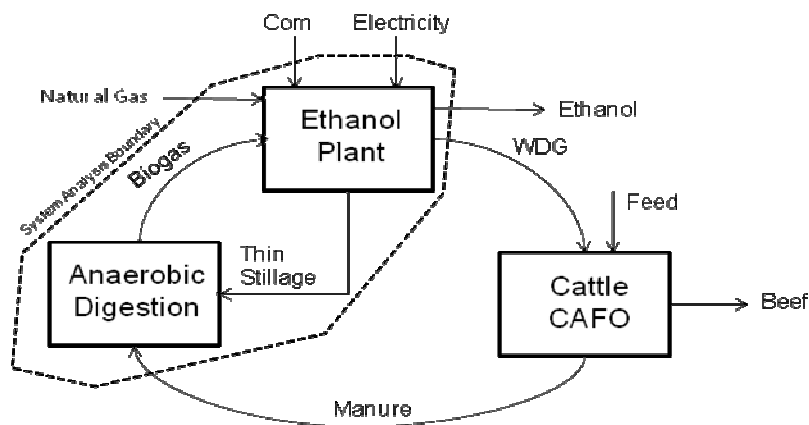 Corn
Electricity
Natural Gas
Ethanol
Plant
Ethanol
WDG
System Analysis Boundary
Biogas
Feed
Thin
Stillage
Anaerobic
Digestion
Cattle
CAFO
Beef
Manure